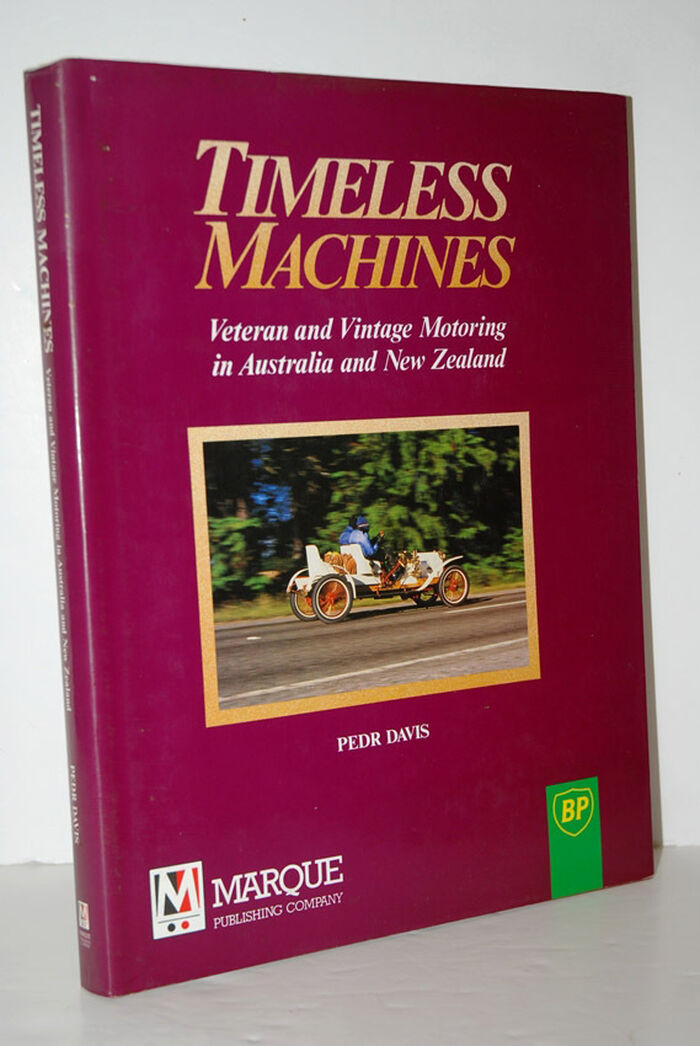 TIMELESS MACHINES Veteran and Vintage Motoring in Australia and New Zealand PEDR DAVIS
TIMELESS
MACHINES
Veteran and Vintage Motoring
in Australia and New Zealand
PEDR DAVIS
BP
M MARQUE
PUBLISHING COMPANY